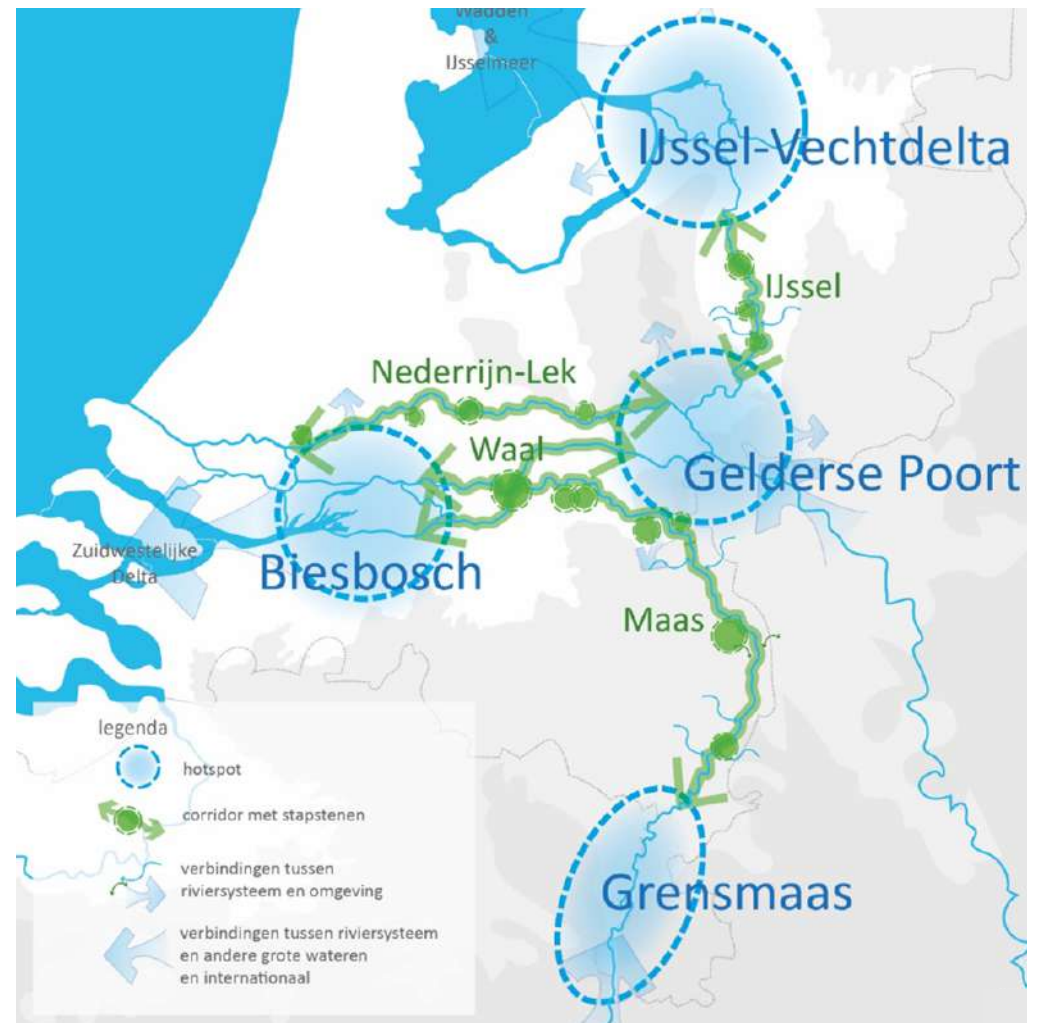 Wadden
&
IJsselmeer
IJssel-Vechtdelta
IJssel
Nederrijn-Lek
Waal
Gelderse Poort
Zuidwestelijke
Delta
Biesbosch
Maas
Grensmaas
legenda
hotspot
corridor met stapstenen
verbindingen tussen
riviersysteem en omgeving
verbindingen tussen riviersysteem
en andere grote wateren
en internationaal